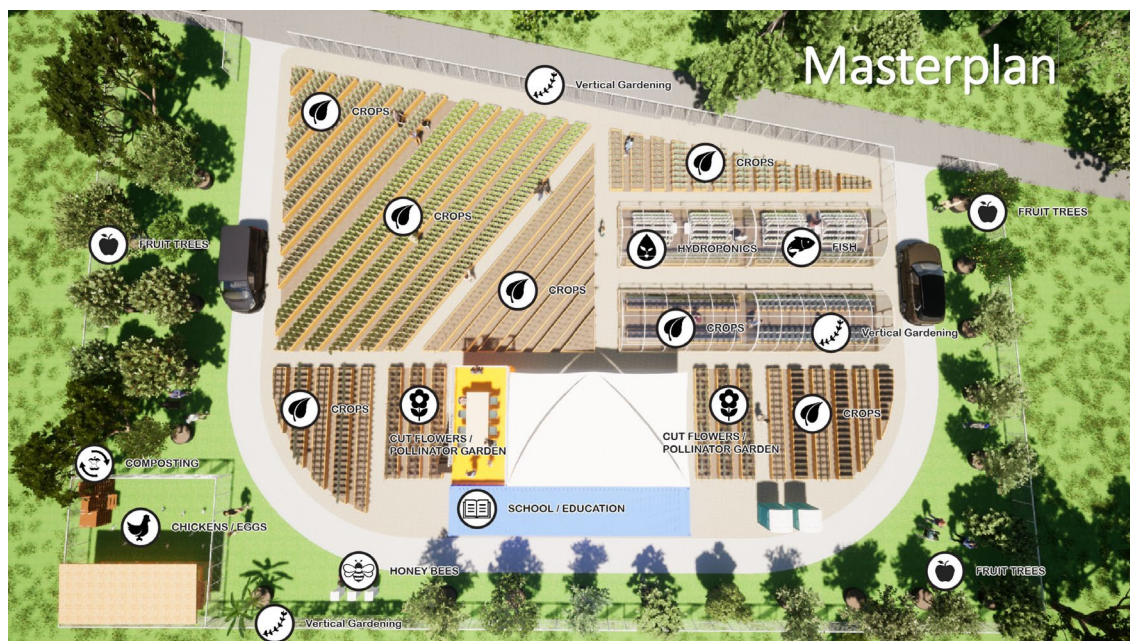 Masterplan
Vertical Gardening
CROPS
CROPS
CROPS
FRUIT TREES
FRUIT TREES
CROPS
HYDROPONICS
FISH
CROPS
CROPS
Vertical Gardening
CROPS
CUT FLOWERS /
POLLINATOR GARDEN
CUT FLOWERS /
POLLINATOR GARDEN
CROPS
COMPOSTING
SCHOOL / EDUCATION
CHICKENS / EGGS
HONEY BEES
FRUIT TREES
Vertical Gardening